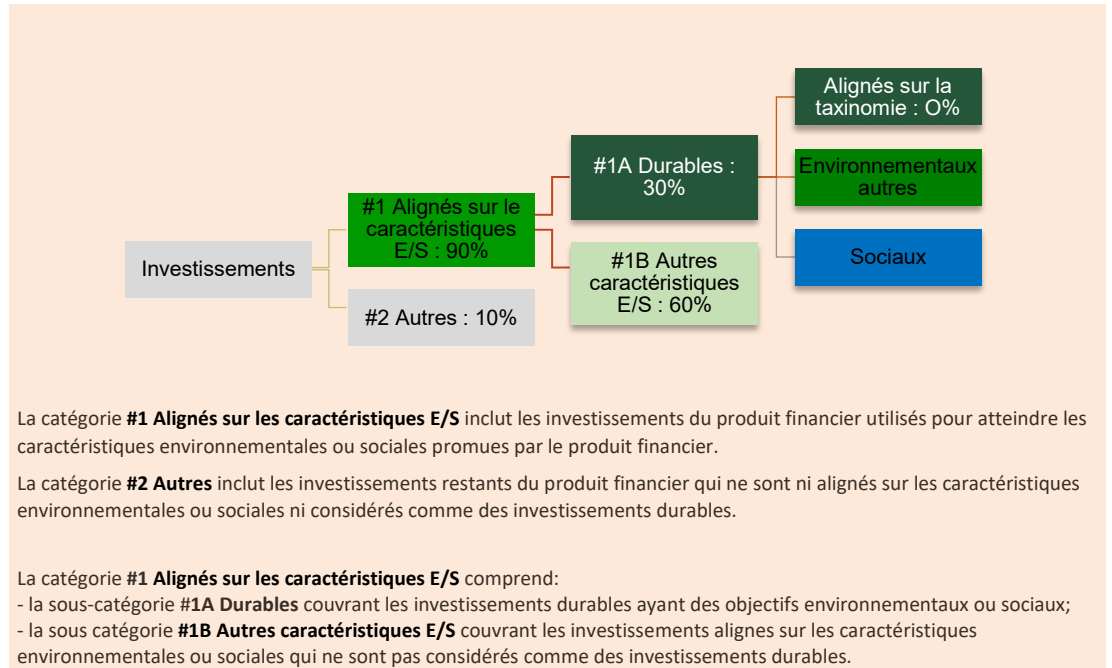 Alignés sur la
taxinomie : O%
#1A Durables :
30%
Environnementaux
autres
#1 Alignés sur le
caractéristiques
E/S : 90%
Investissements
#1B Autres
caractéristiques
E/S : 60%
Sociaux
#2 Autres : 10%
La catégorie #1 Alignés sur les caractéristiques E/S inclut les investissements du produit financier utilisés pour atteindre les
caractéristiques environnementales ou sociales promues par le produit financier.
La catégorie #2 Autres inclut les investissements restants du produit financier qui ne sont ni alignés sur les caractéristiques
environnementales ou sociales ni considérés comme des investissements durables.
La catégorie #1 Alignés sur les caractéristiques E/S comprend:
- la sous-catégorie #1A Durables couvrant les investissements durables ayant des objectifs environnementaux ou sociaux;
- la sous catégorie #1B Autres caractéristiques E/S couvrant les investissements alignes sur les caractéristiques
environnementales ou sociales qui ne sont pas considérés comme des investissements durables.